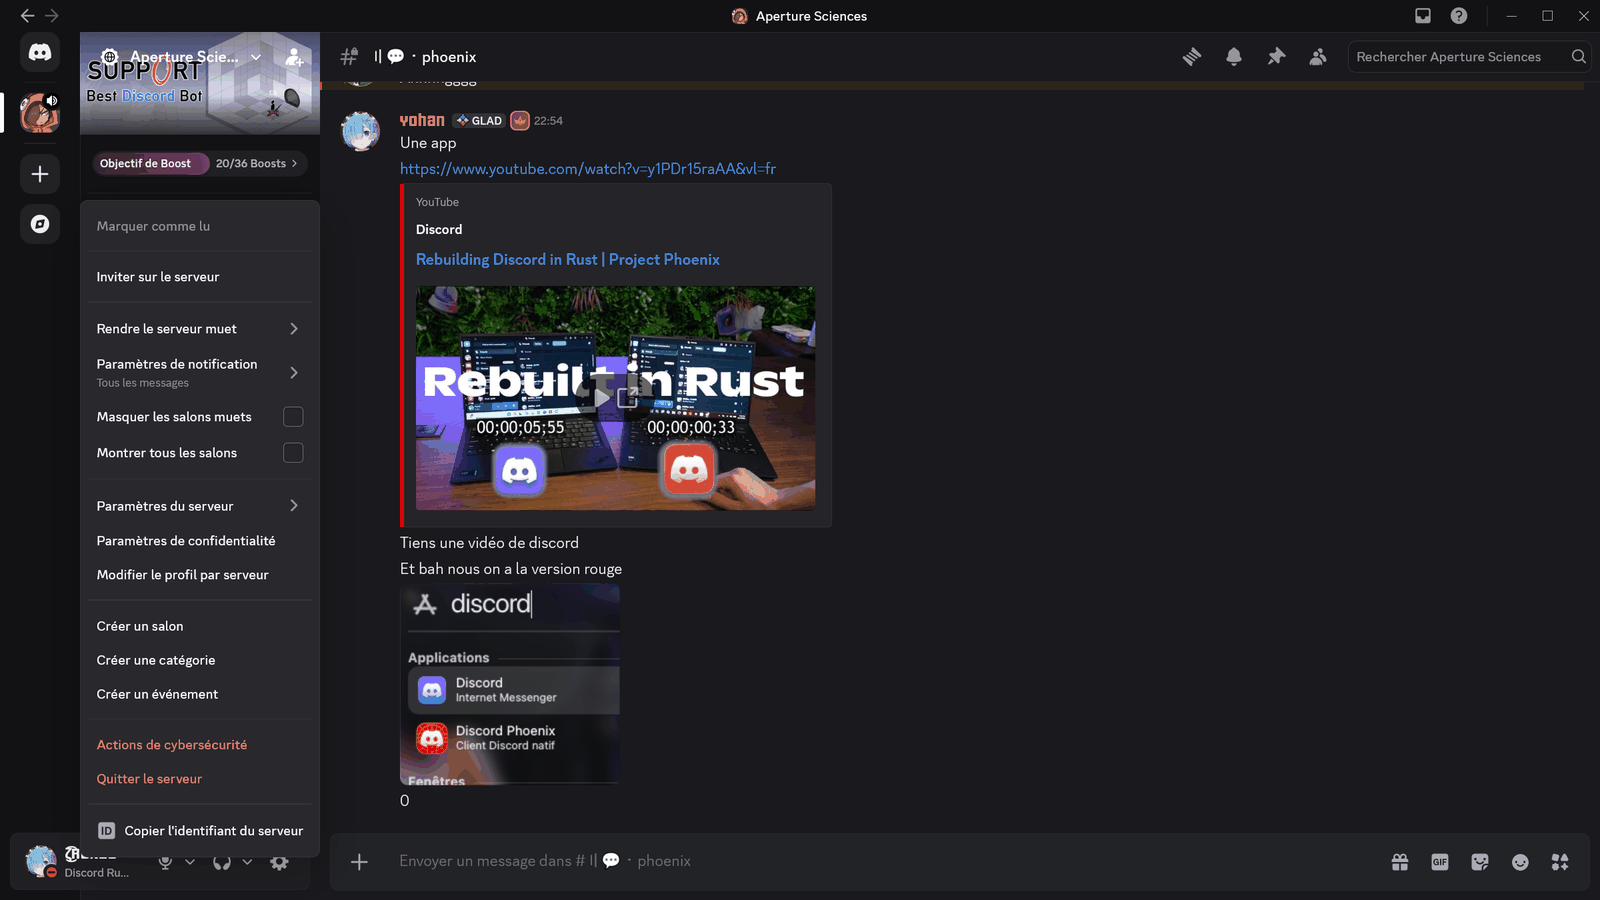 Aperture Sciences
Aperture Scie...
SUPPORT
Best Discord Bot
Objectif de Boost
20/36 Boosts
Marquer comme lu
Inviter sur le serveur
Rendre le serveur muet
Paramètres de notification
Tous les messages
Masquer les salons muets
Montrer tous les salons
Paramètres du serveur
Paramètres de confidentialité
Modifier le profil par serveur
Créer un salon
Créer une catégorie
Créer un événement
Actions de cybersécurité
Quitter le serveur
ID Copier l'identifiant du serveur
Discord Ru...
phoenix
Rechercher Aperture Sciences
yohan GLAD 22:54
Une app
https://www.youtube.com/watch?v=y1PDr15raAA&vl=fr
YouTube
Discord
Rebuilding Discord in Rust | Project Phoenix
Rebuilt in Rust
00;00;05;55 00;00;00;33
Tiens une vidéo de discord
Et bah nous on a la version rouge
discord
Applications
Discord
Internet Messenger
Discord Phoenix
Client Discord natif
Fenêtres
0
Envoyer un message dans # 💬・phoenix
GIF